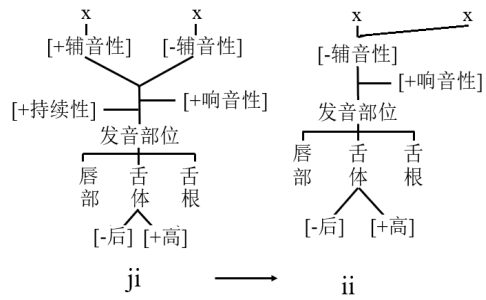 x x
[+辅音性] [-辅音性]
[+持续性] [+响音性]
发音部位
唇部 舌体 舌根
[-后] [+高]
ji
x x
[-辅音性]
[+响音性]
发音部位
唇部 舌体 舌根
[-后] [+高]
ii